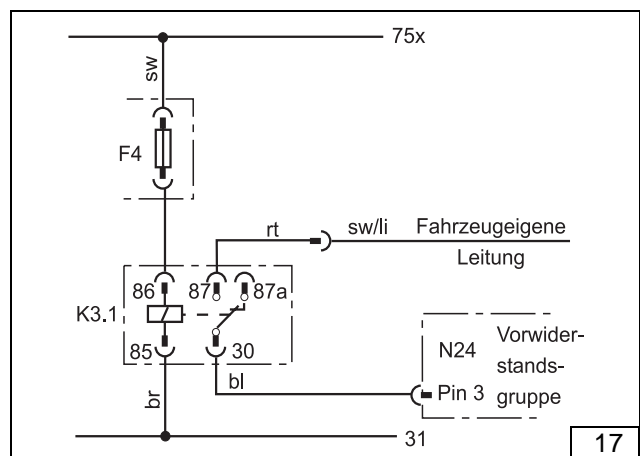 75x
sw
F4
rt
sw/li
Fahrzeugeigene
Leitung
86
87
87a
K3.1
85
30
N24
Vorwider-
stands-
gruppe
Pin 3
bl
br
31
17